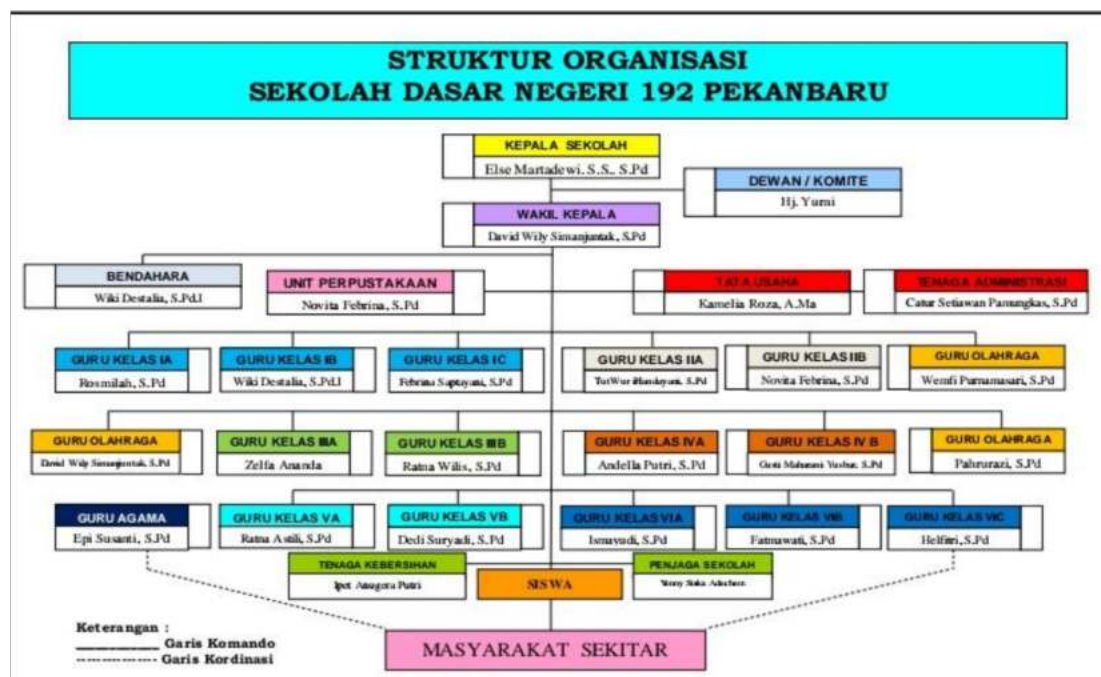 STRUKTUR ORGANISASI
SEKOLAH DASAR NEGERI 192 PEKANBARU
KEPALA SEKOLAH
Else Martadewi. S.S.. S.Pd
DEWAN / KOMITE
Hj. Yurni
WAKIL KEPALA
David Wily Simanjuntak, S.Pd
BENDAHARA
Wiki Destalia, S.Pd.I
UNIT PERPUSTAKAAN
Novita Febrina, S.Pd
TATA USAHA
Kamelia Roza, A.Ma
TENAGA ADMINISTRASI
Catur Setiawan Pamungkas, S.Pd
GURU KELAS IA
Rosmilah, S.Pd
GURU KELAS IB
Wiki Destalia, S.Pd.I
GURU KELAS IC
Febrina Saptayani, S.Pd
GURU KELAS IIA
S.Pd
GURU KELAS IIB
Novita Febrina, S.Pd
GURU OLAHRAGA
Wemfi Purnamasari, S.Pd
GURU OLAHRAGA
David Wily Simanjuntak, S.Pd
GURU KELAS IIIA
Zelfa Ananda
GURU KELAS IIIB
Ratna Wilis, S.Pd
GURU KELAS IVA
Andella Putri, S.Pd
GURU KELAS IV B
Maharani S.Pd
GURU OLAHRAGA
Pahrurazi, S.Pd
GURU AGAMA
Epi Susanti, S.Pd
GURU KELAS VA
Ratna Astili, S.Pd
GURU KELAS VB
Dedi Suryadi, S.Pd
GURU KELAS VIA
Ismayudi, S.Pd
GURU KELAS VIB
Fatmawati, S.Pd
GURU KELAS VIC
Helfitri, S.Pd
TENAGA KEBERSIHAN
Putri
PENJAGA SEKOLAH
SISWA
Keterangan :
Garis Komando
Garis Kordinasi
MASYARAKAT SEKITAR